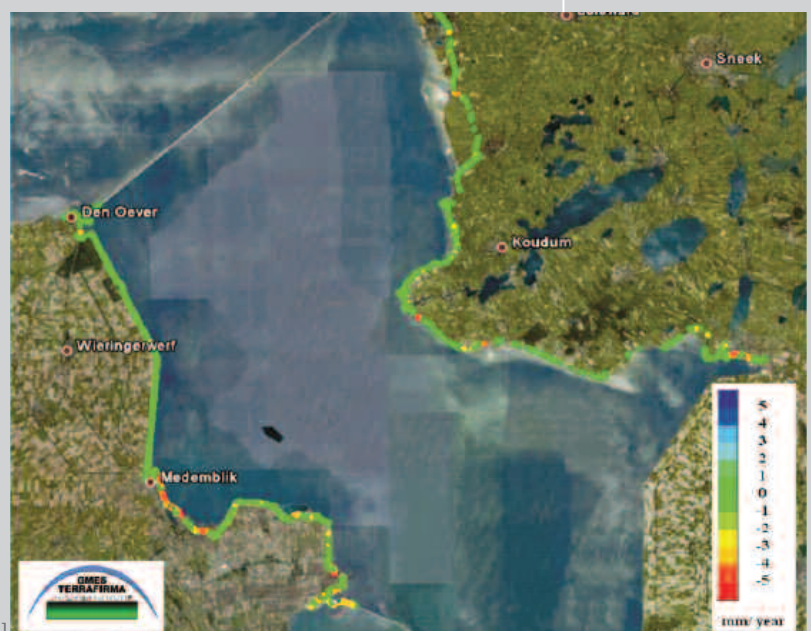 Sneek
Den Oever
Koudum
Wieringerwerf
Medemblik
5
4
3
2
1
0
-1
-2
-3
-4
-5
mm/ year
GMES
TERRAFIRMA